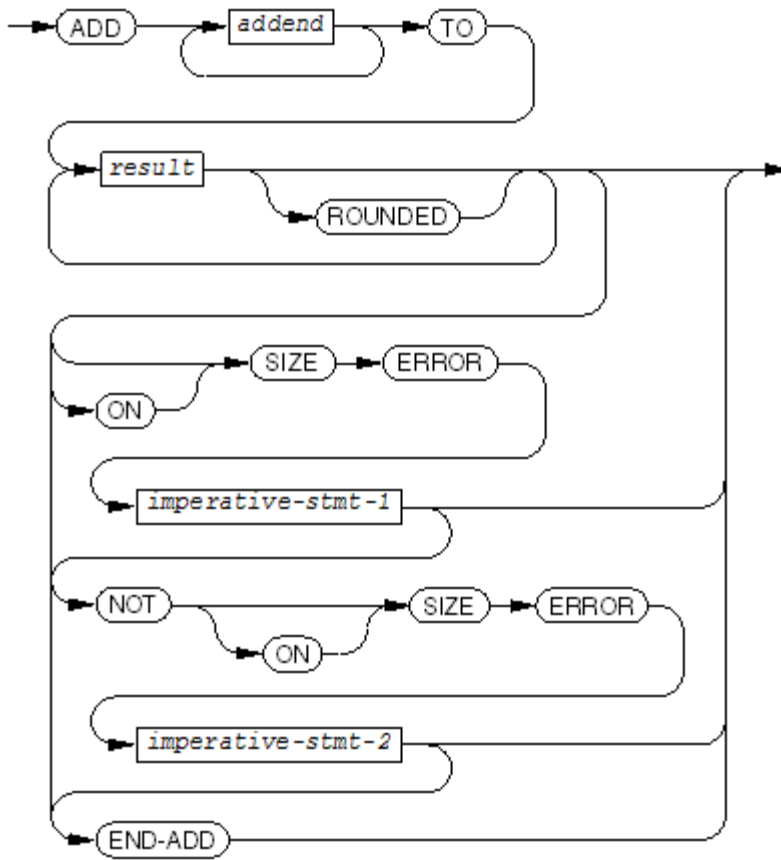 ADD addend TO
result
ROUNDED
SIZE ERROR
ON
imperative-stmt-1
NOT SIZE ERROR
ON
imperative-stmt-2
END-ADD